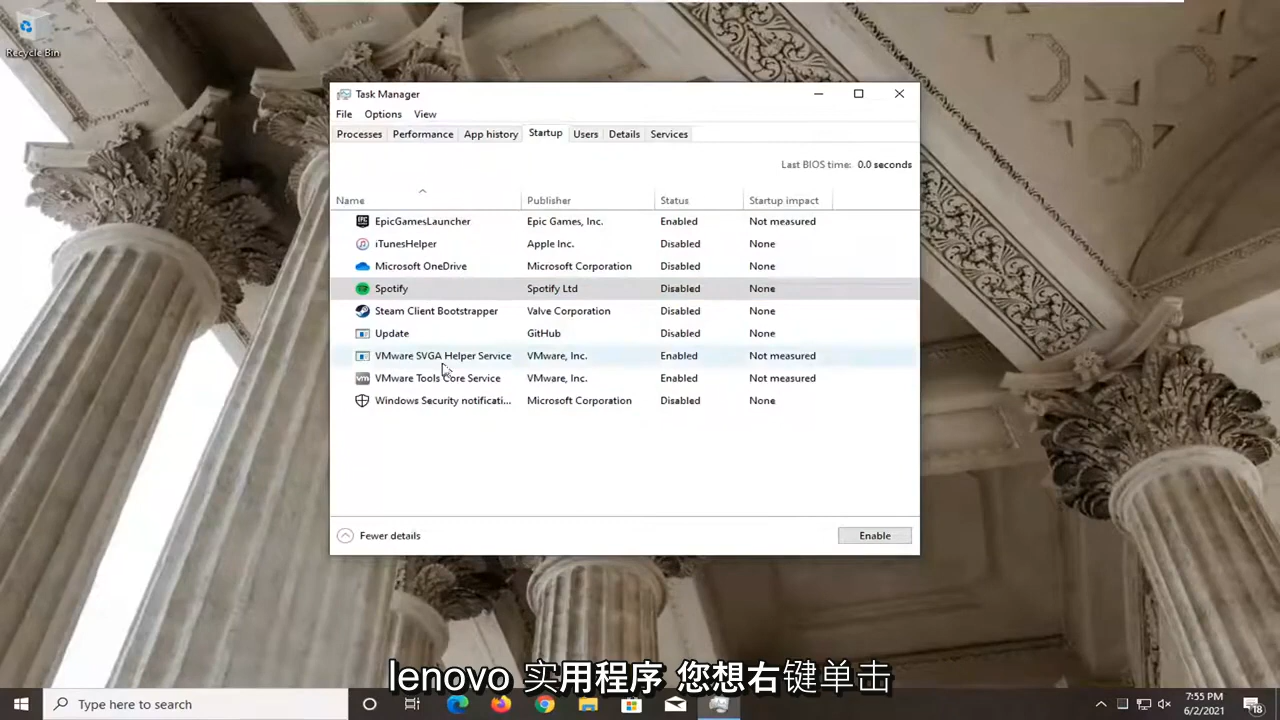 Recycle Bin
Task Manager
File Options View
Processes Performance App history Startup Users Details Services
Last BIOS time: 0.0 seconds
Name Publisher Status Startup impact
EpicGamesLauncher Epic Games, Inc. Enabled Not measured
iTunesHelper Apple Inc. Disabled None
Microsoft OneDrive Microsoft Corporation Disabled None
Spotify Spotify Ltd Disabled None
Steam Client Bootstrapper Valve Corporation Disabled None
Update GitHub Disabled None
VMware SVGA Helper Service VMware, Inc. Enabled Not measured
VMware Tools Core Service VMware, Inc. Enabled Not measured
Windows Security notificati... Microsoft Corporation Disabled None
Fewer details Enable
lenovo 实用程序 您想右键单击
Type here to search
7:55 PM
6/2/2021
18